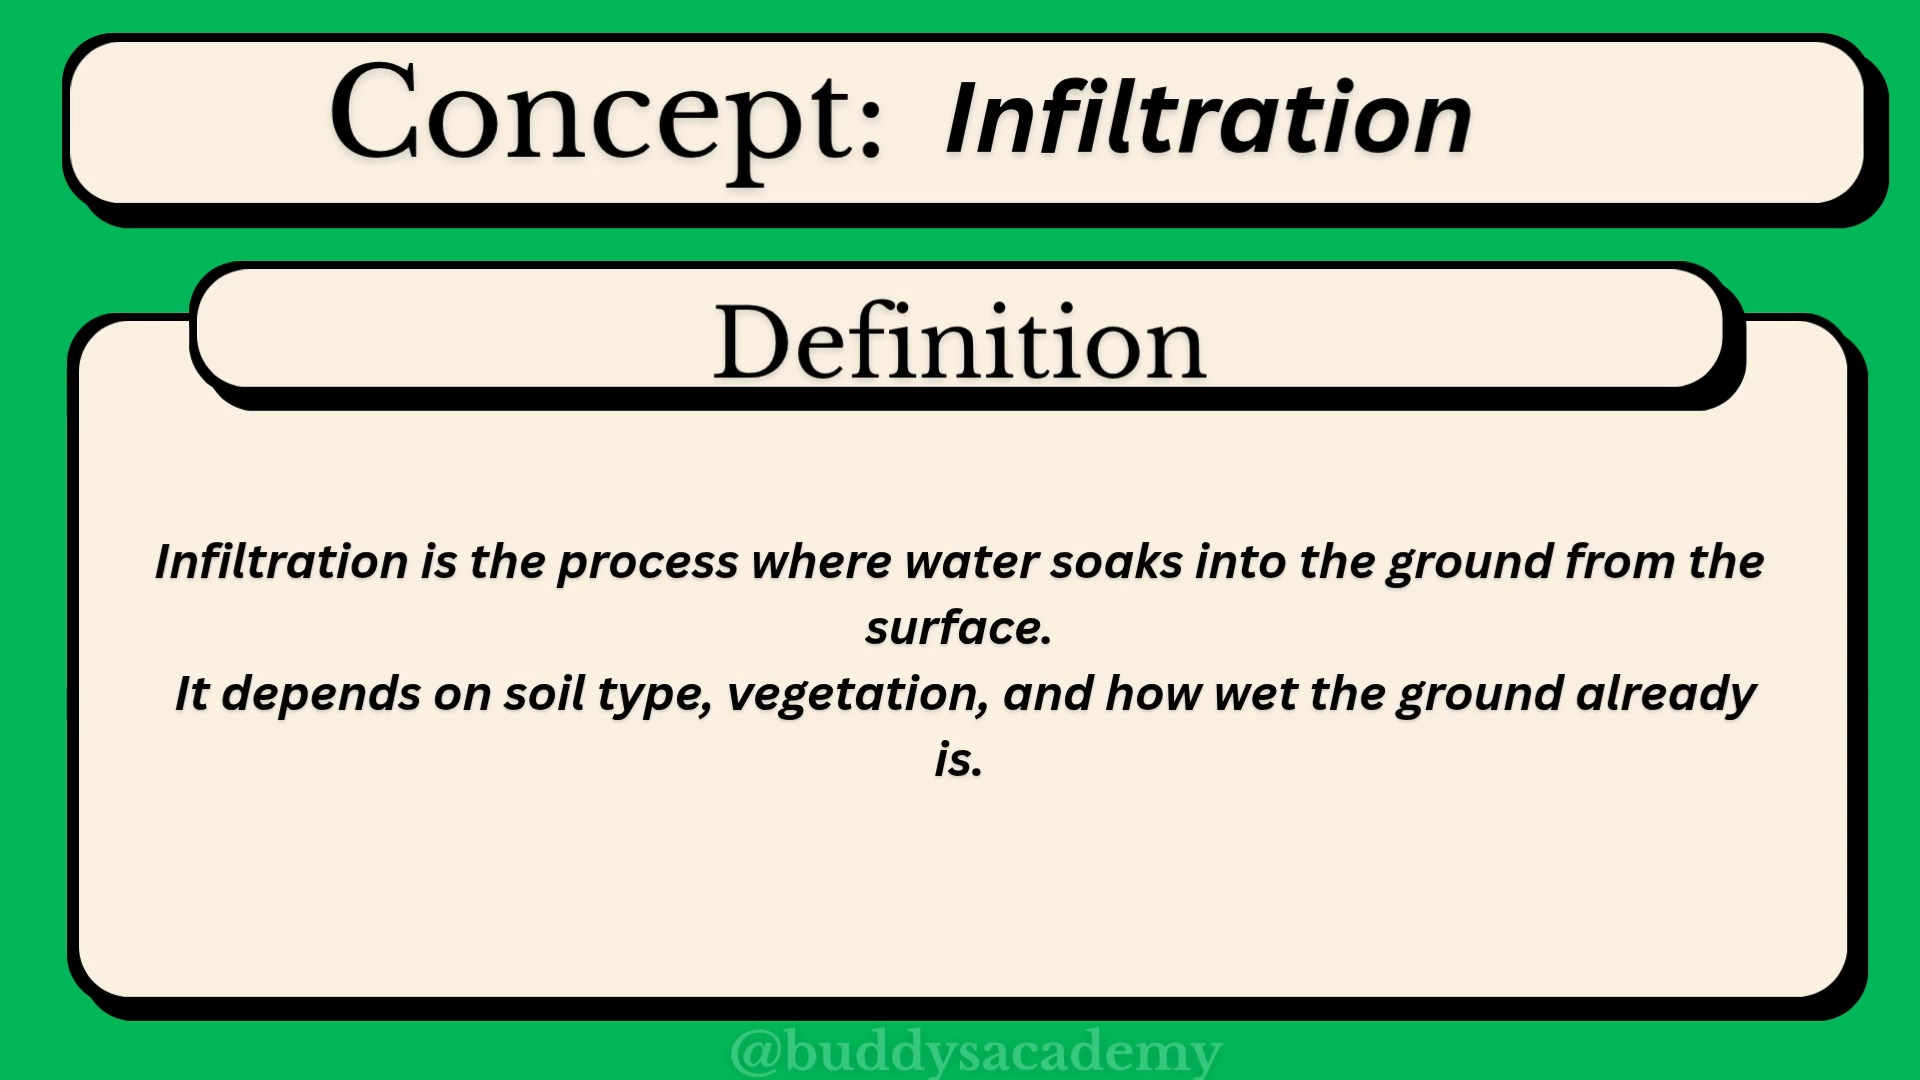 Concept: Infiltration
Definition
Infiltration is the process where water soaks into the ground from the
surface.
It depends on soil type, vegetation, and how wet the ground already
is.
@buddysacademy